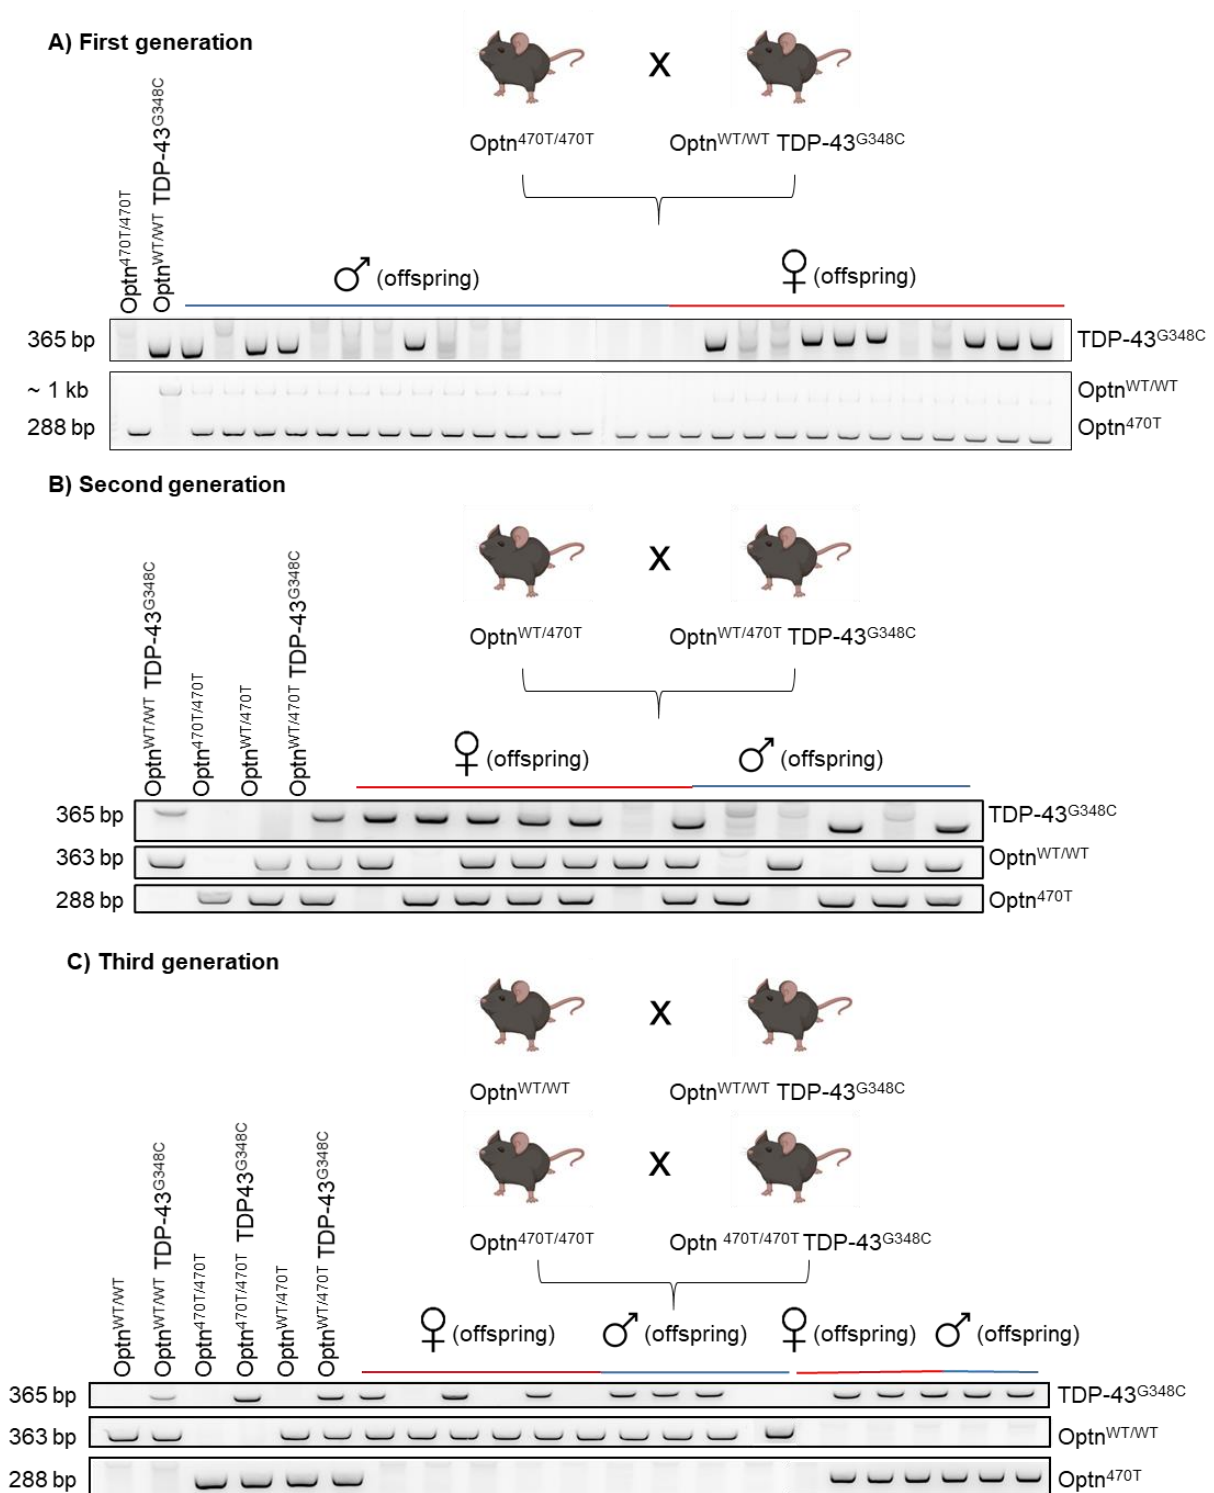 A) First generation
X
Optn470T/470T
OptnWT/WT TDP-43G348C
Optn470T/470T
OptnWT/WT TDP-43G348C
♂ (offspring)
♀ (offspring)
365 bp
TDP-43G348C
~ 1 kb
OptnWT/WT
288 bp
Optn470T
B) Second generation
X
OptnWT/470T
OptnWT/470T TDP-43G348C
OptnWT/WT TDP-43G348C
Optn470T/470T
OptnWT/470T
OptnWT/470T TDP-43G348C
♀ (offspring)
♂ (offspring)
365 bp
TDP-43G348C
363 bp
OptnWT/WT
288 bp
Optn470T
C) Third generation
X
OptnWT/WT
OptnWT/WT TDP-43G348C
X
Optn470T/470T
Optn 470T/470T TDP-43G348C
OptnWT/WT
OptnWT/WT TDP-43G348C
Optn470T/470T
Optn470T/470T TDP43G348C
OptnWT/470T
OptnWT/470T TDP-43G348C
♀ (offspring)
♂ (offspring)
♀ (offspring)
♂ (offspring)
365 bp
TDP-43G348C
363 bp
OptnWT/WT
288 bp
Optn470T